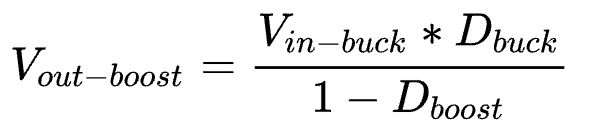 V_{out-boost} = \frac{V_{in-buck} * D_{buck}}{1 - D_{boost}}